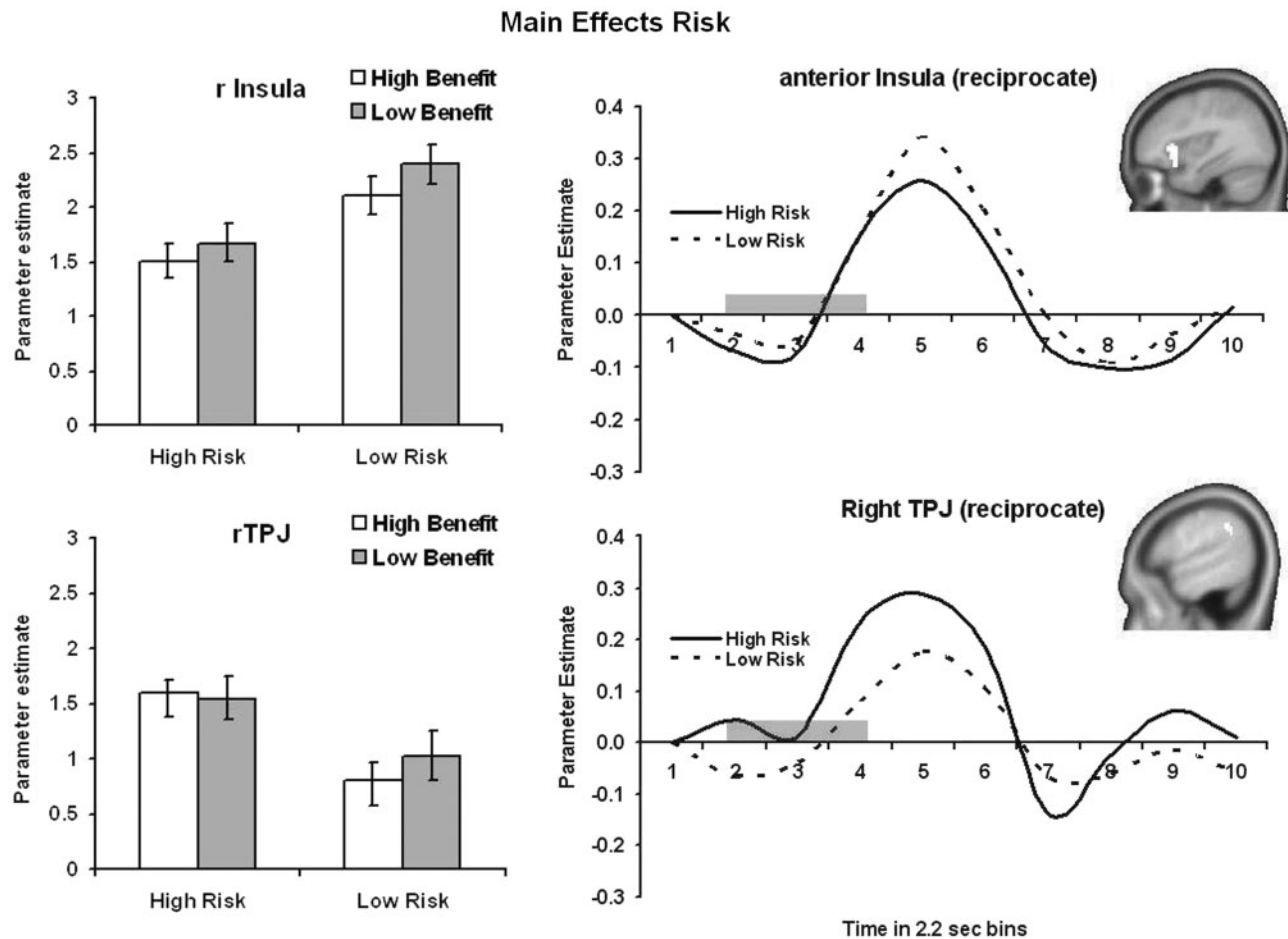 Main Effects Risk
r Insula
High Benefit
Low Benefit
Parameter estimate
3
2.5
2
1.5
1
0.5
0
High Risk Low Risk
anterior Insula (reciprocate)
Parameter Estimate
0.4
0.3
0.2
0.1
0.0
-0.1
-0.2
-0.3
High Risk
Low Risk
1 2 3 4 5 6 7 8 9 10
rTPJ
High Benefit
Low Benefit
Parameter estimate
3
2.5
2
1.5
1
0.5
0
High Risk Low Risk
Right TPJ (reciprocate)
Parameter Estimate
0.4
0.3
0.2
0.1
0.0
-0.1
-0.2
-0.3
High Risk
Low Risk
1 2 3 4 5 6 7 8 9 10
Time in 2.2 sec bins